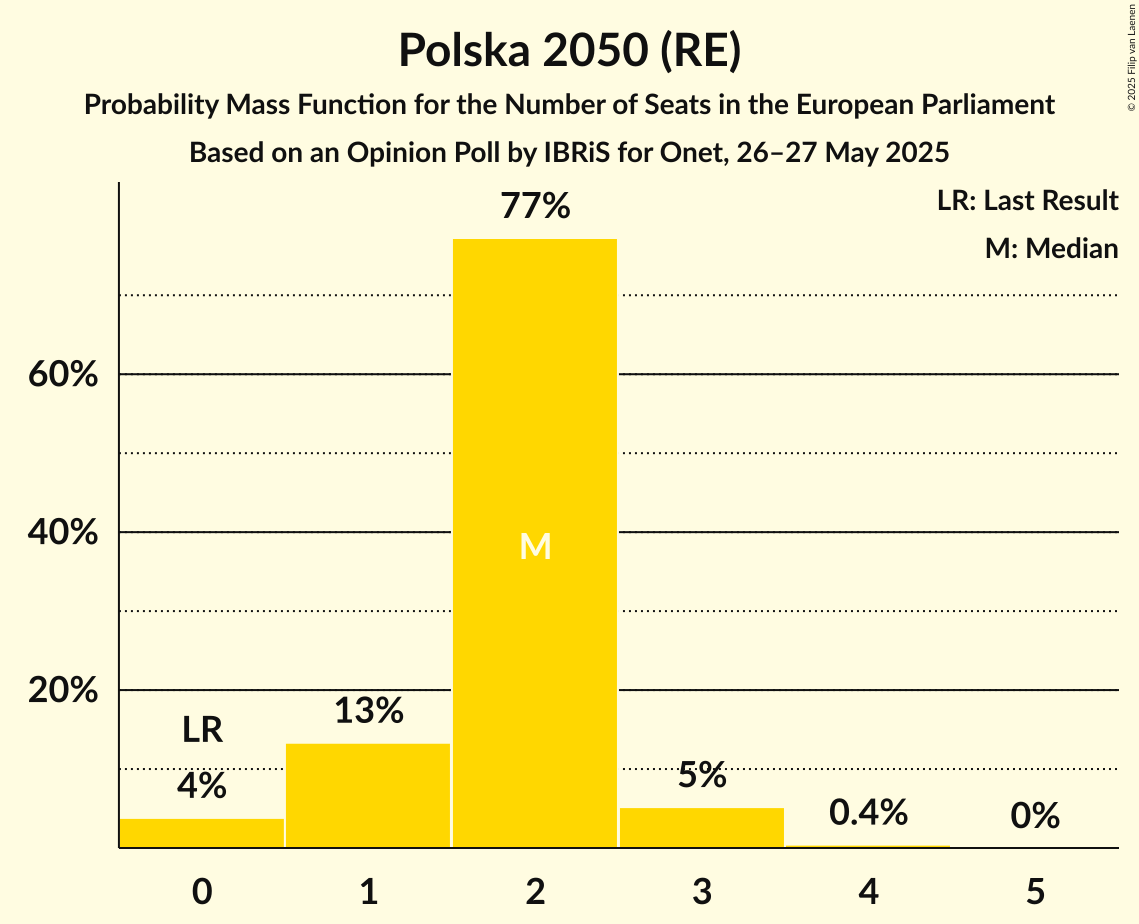 Polska 2050 (RE)
Probability Mass Function for the Number of Seats in the European Parliament
Based on an Opinion Poll by IBRiS for Onet, 26–27 May 2025
© 2025 Filip van Laenen
LR: Last Result
M: Median
77%
60%
40%
M
20%
LR
13%
4%
5%
0.4%
0%
0 1 2 3 4 5